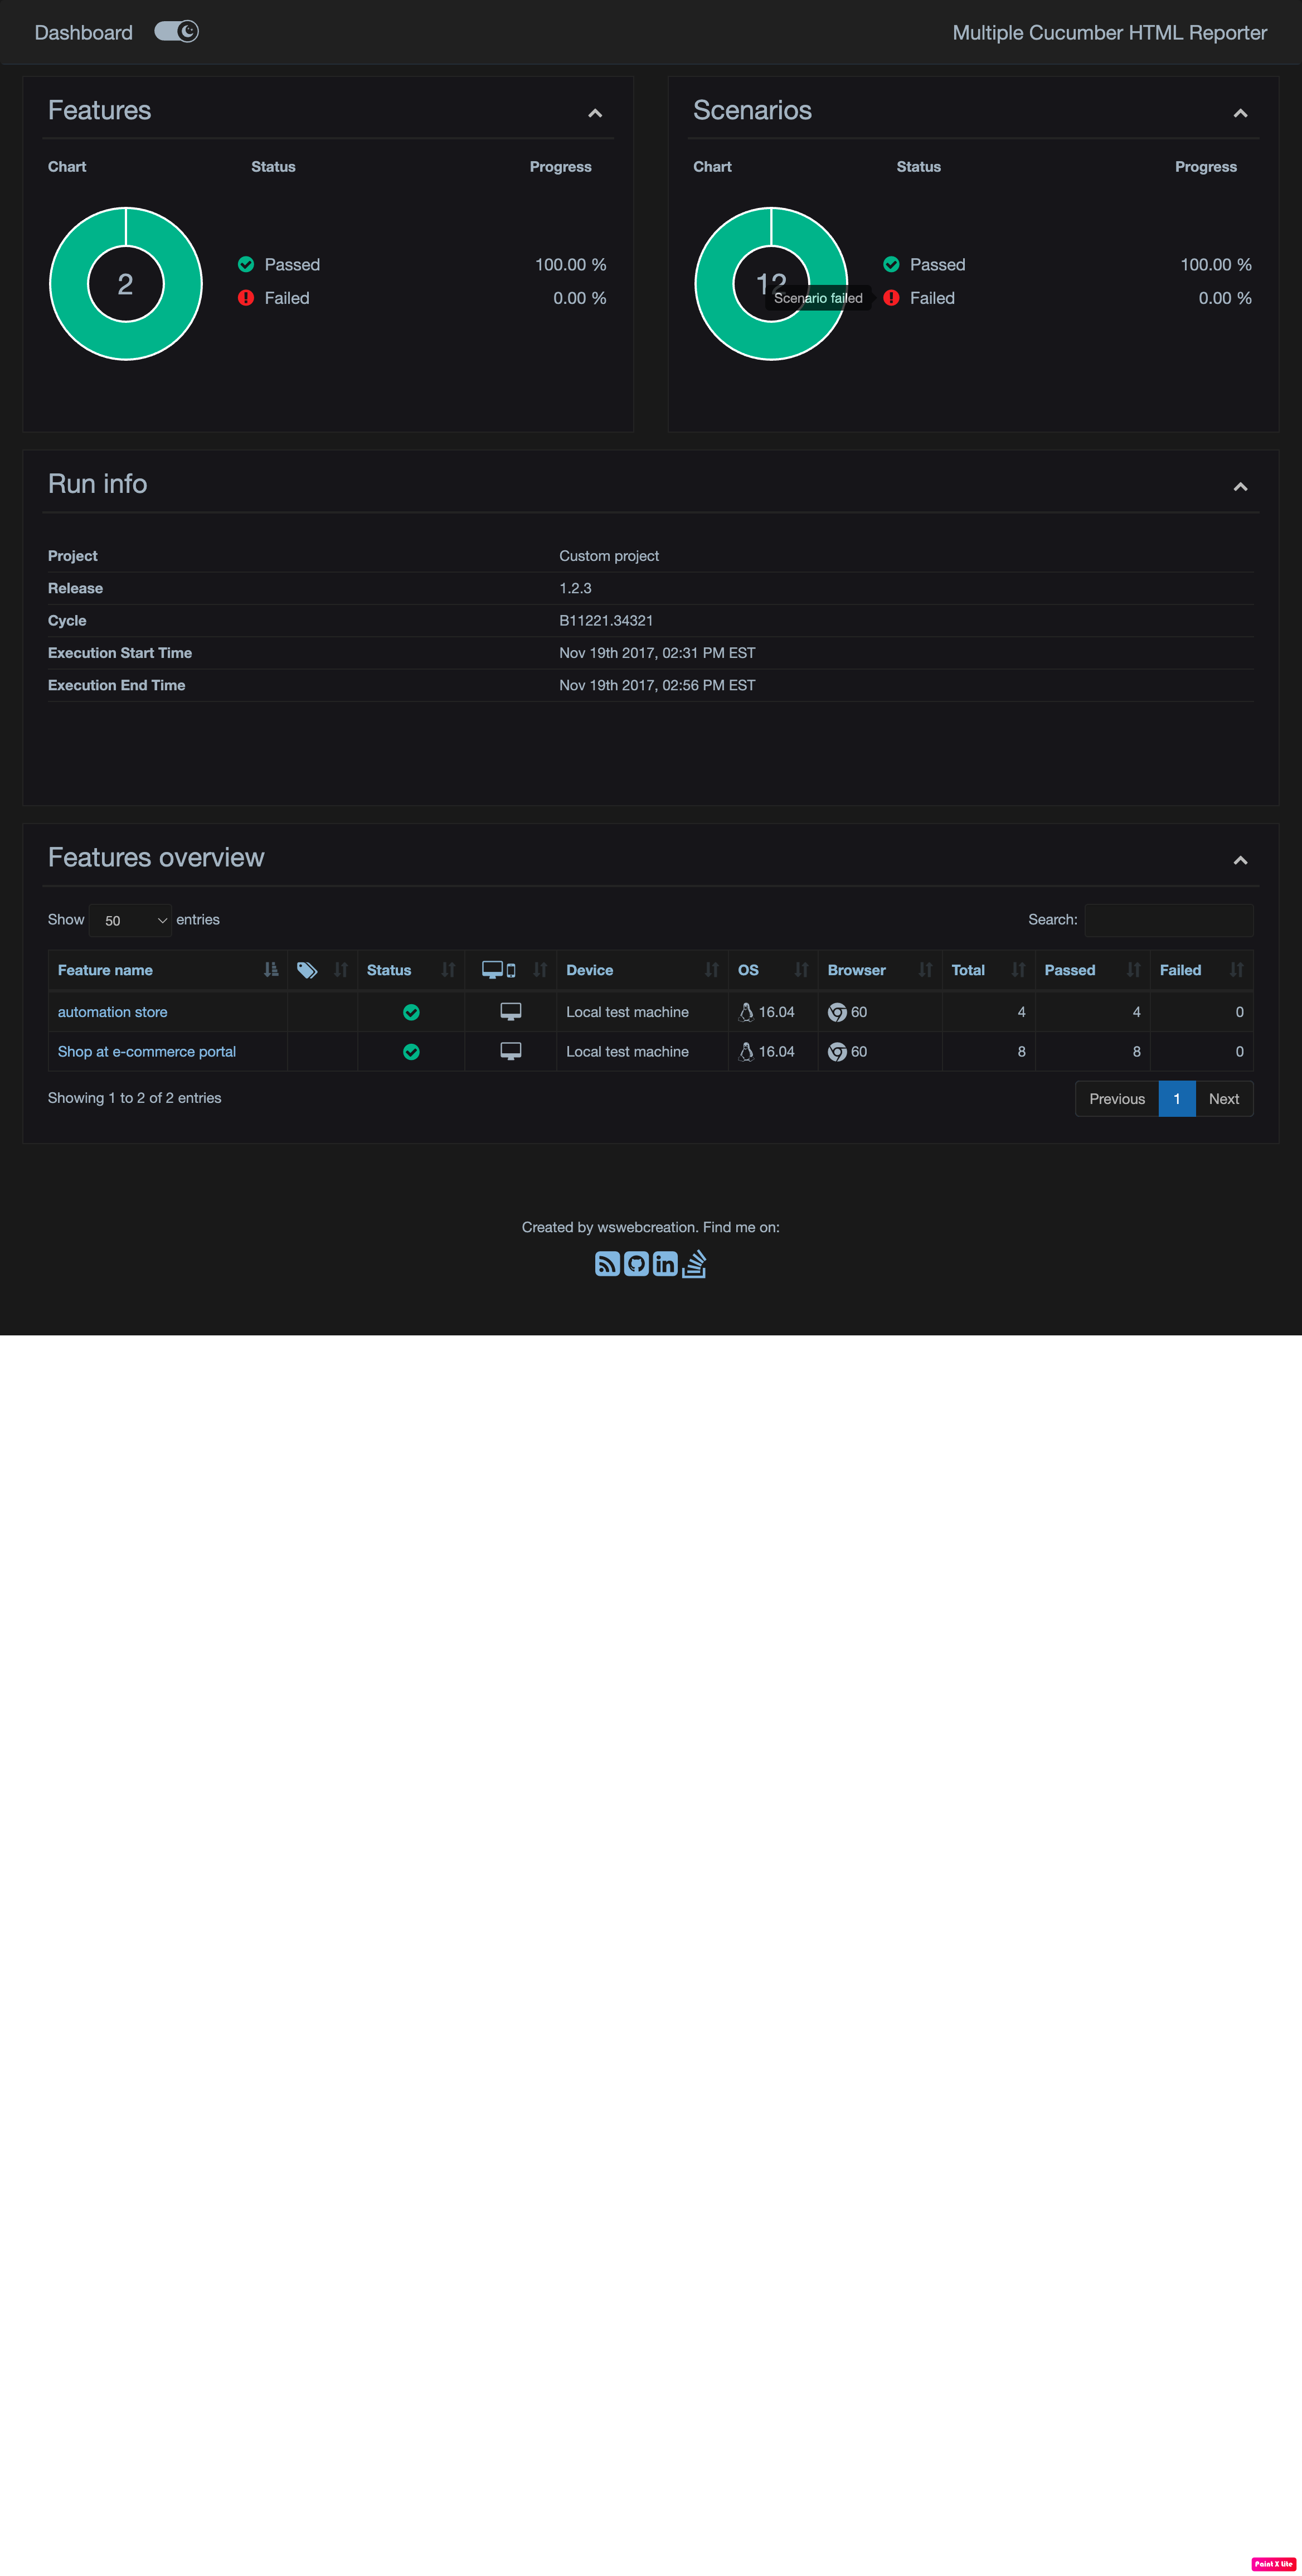 Dashboard
Multiple Cucumber HTML Reporter
Features
Chart Status Progress
2
Passed 100.00 %
Failed 0.00 %
Scenarios
Chart Status Progress
12
Scenario failed
Passed 100.00 %
Failed 0.00 %
Run info
Project Custom project
Release 1.2.3
Cycle B11221.34321
Execution Start Time Nov 19th 2017, 02:31 PM EST
Execution End Time Nov 19th 2017, 02:56 PM EST
Features overview
Show 50 entries
Search:
Feature name Status Device OS Browser Total Passed Failed
automation store Local test machine 16.04 60 4 4 0
Shop at e-commerce portal Local test machine 16.04 60 8 8 0
Showing 1 to 2 of 2 entries
Previous 1 Next
Created by wswebcreation. Find me on:
in
Paint X Lite